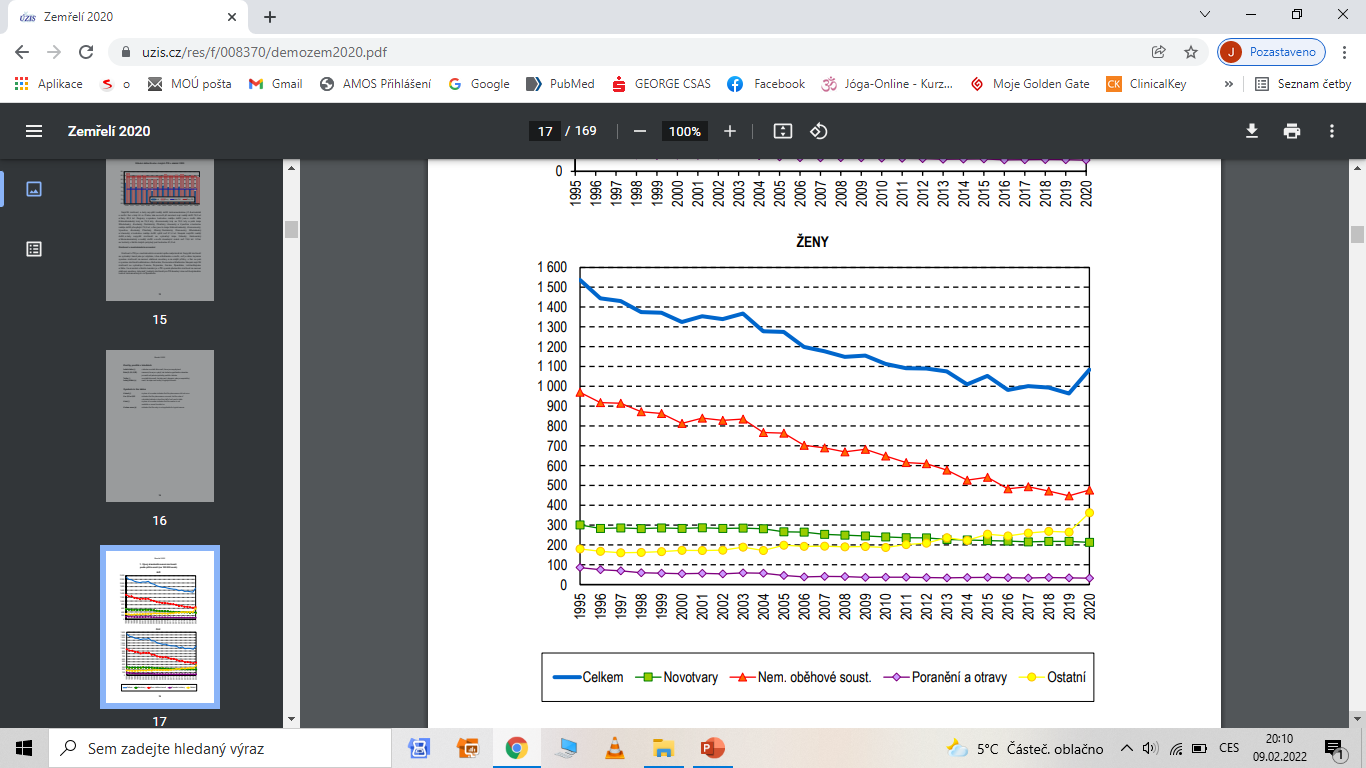 ÚZIS Zemřelí 2020
uzis.cz/res/f/008370/demozem2020.pdf
J Pozastaveno
Aplikace o MOÚ pošta Gmail AMOS Přihlášení Google PubMed GEORGE CSAS Facebook Jóga-Online - Kurz... Moje Golden Gate CK ClinicalKey » Seznam četby
Zemřelí 2020 17 / 169 100%
15
16
17
0
1995 1996 1997 1998 1999 2000 2001 2002 2003 2004 2005 2006 2007 2008 2009 2010 2011 2012 2013 2014 2015 2016 2017 2018 2019 2020
ŽENY
1 600
1 500
1 400
1 300
1 200
1 100
1 000
900
800
700
600
500
400
300
200
100
0
1995 1996 1997 1998 1999 2000 2001 2002 2003 2004 2005 2006 2007 2008 2009 2010 2011 2012 2013 2014 2015 2016 2017 2018 2019 2020
Celkem Novotvary Nem. oběhové soust. Poranění a otravy Ostatní
Sem zadejte hledaný výraz
5°C Částeč. oblačno
CES
20:10
09.02.2022
1